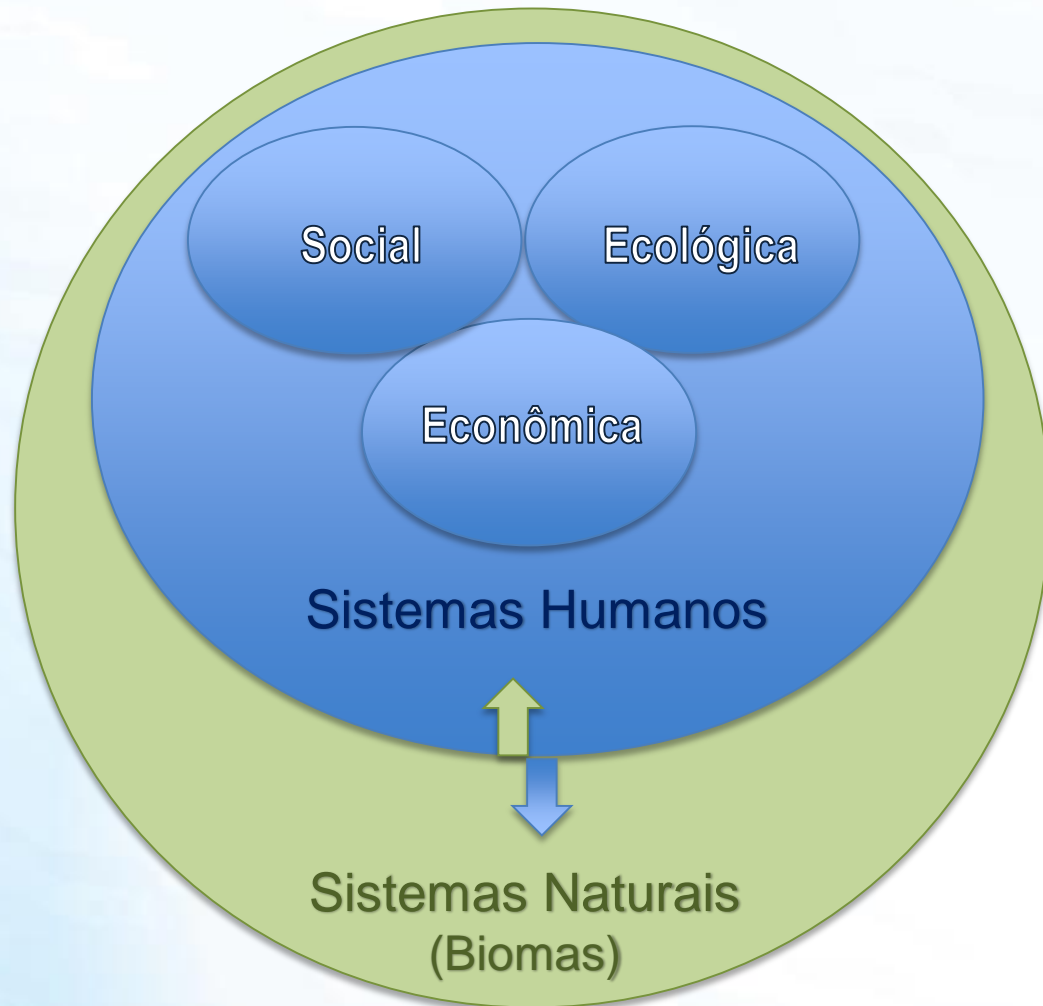 Social
Ecológica
Econômica
Sistemas Humanos
Sistemas Naturais
(Biomas)